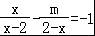 x/(x-2) - m/(2-x) = -1